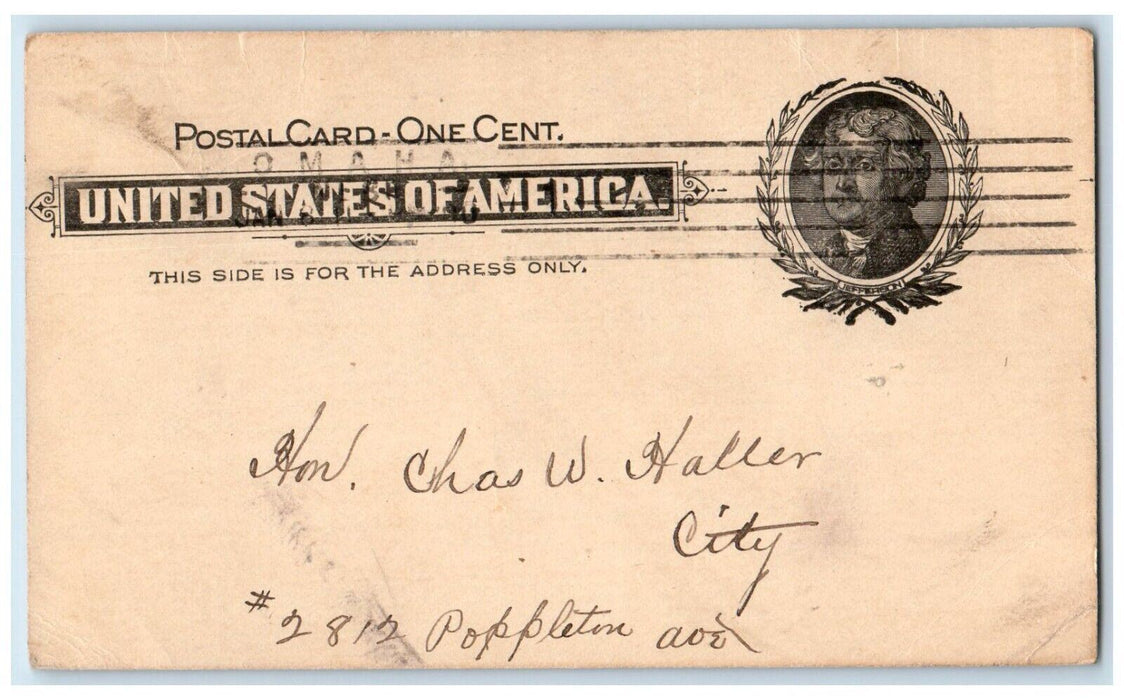 POSTAL CARD - ONE CENT.
OMAHA
UNITED STATES OF AMERICA.
JAN
THIS SIDE IS FOR THE ADDRESS ONLY.
JEFFERSON
Hon. Chas W. Haller
City
#2812 Poppleton ave